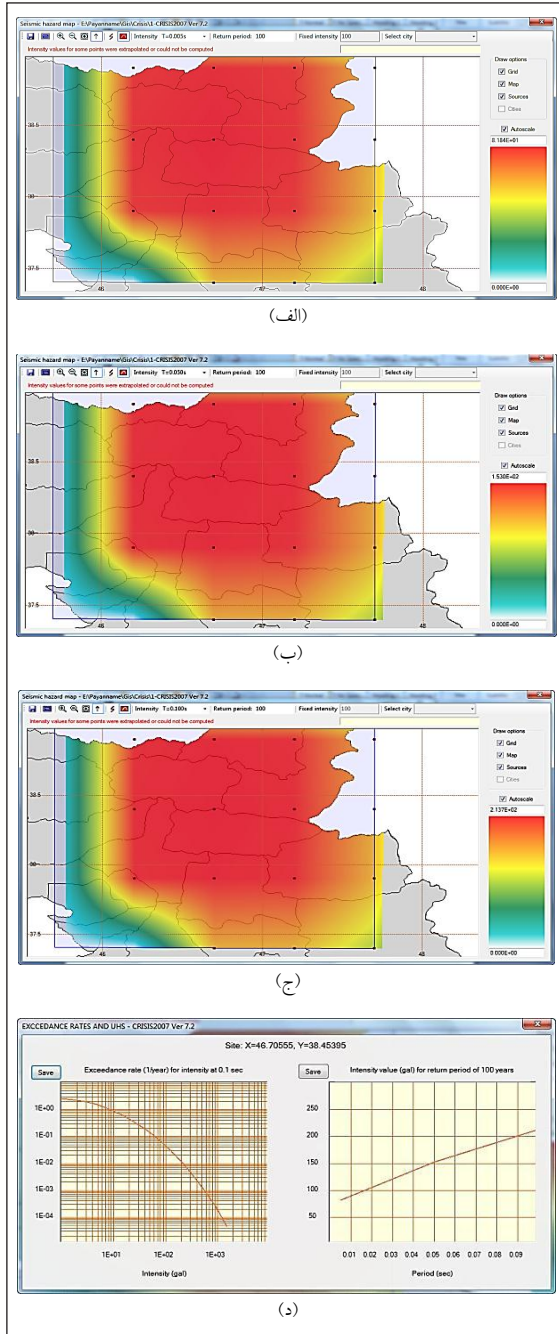 Seismic hazard map - E:\Payanname\Gis\Crisis\1-CRISIS2007 Ver 7.2
Intensity T=0.005s Return period: 100 Fixed intensity 100 Select city
Intensity values for some points were extrapolated or could not be computed
Draw options
Grid
Map
Sources
Cities
Autoscale
8.184E+01
0.000E+00
38.5
38
37.5
46 47 48
(الف)
Seismic hazard map - E:\Payanname\Gis\Crisis\1-CRISIS2007 Ver 7.2
Intensity T=0.050s Return period: 100 Fixed intensity 100 Select city
Intensity values for some points were extrapolated or could not be computed
Draw options
Grid
Map
Sources
Cities
Autoscale
1.530E+02
0.000E+00
38.5
38
37.5
46 47 48
(ب)
Seismic hazard map - E:\Payanname\Gis\Crisis\1-CRISIS2007 Ver 7.2
Intensity T=0.100s Return period: 100 Fixed intensity 100 Select city
Intensity values for some points were extrapolated or could not be computed
Draw options
Grid
Map
Sources
Cities
Autoscale
2.137E+02
0.000E+00
38.5
38
37.5
46 47 48
(ج)
EXCCEDANCE RATES AND UHS - CRISIS2007 Ver 7.2
Site: X=46.70555, Y=38.45395
Save Exceedance rate (1/year) for intensity at 0.1 sec
1E+00
1E-01
1E-02
1E-03
1E-04
1E+01 1E+02 1E+03
Intensity (gal)
Save Intensity value (gal) for return period of 100 years
250
200
150
100
50
0.01 0.02 0.03 0.04 0.05 0.06 0.07 0.08 0.09
Period (sec)
(د)